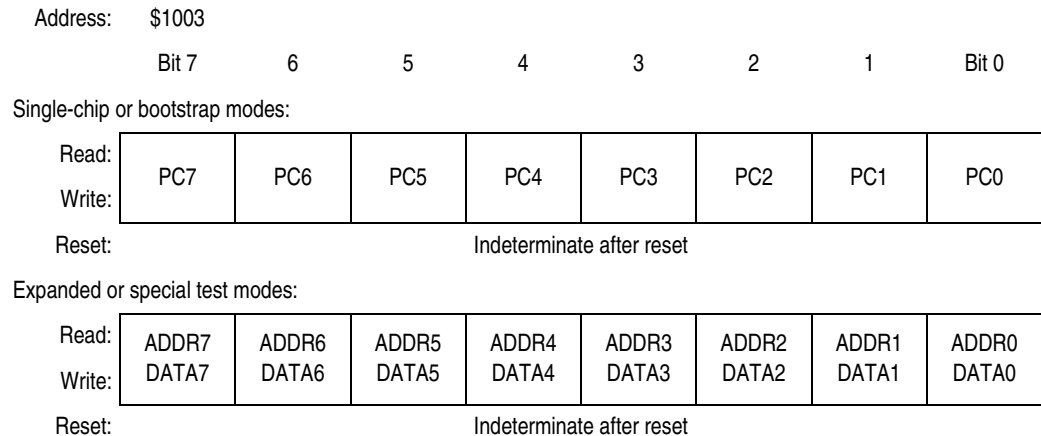 Address: $1003
Bit 7 6 5 4 3 2 1 Bit 0
Single-chip or bootstrap modes:
Read:
PC7 PC6 PC5 PC4 PC3 PC2 PC1 PC0
Write:
Reset: Indeterminate after reset
Expanded or special test modes:
Read: ADDR7 ADDR6 ADDR5 ADDR4 ADDR3 ADDR2 ADDR1 ADDR0
Write: DATA7 DATA6 DATA5 DATA4 DATA3 DATA2 DATA1 DATA0
Reset: Indeterminate after reset